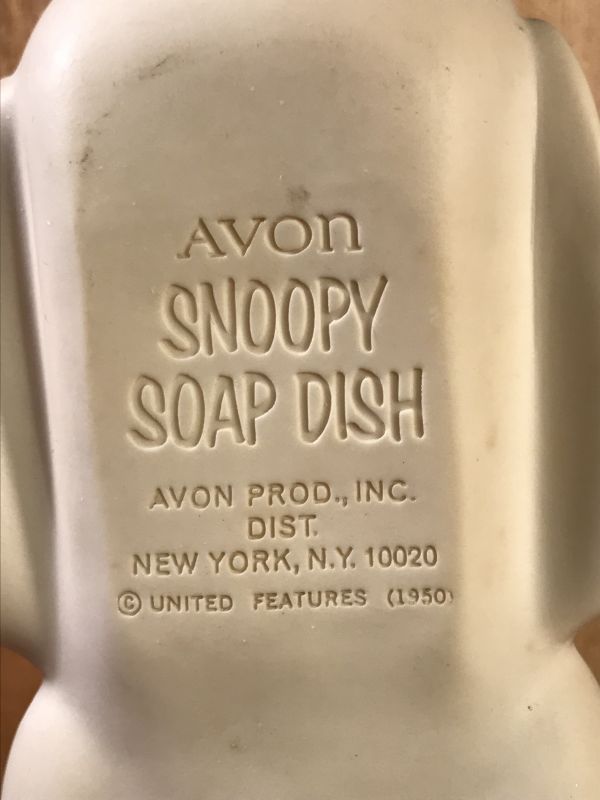 AVON
SNOOPY
SOAP DISH
AVON PROD., INC.
DIST.
NEW YORK, N.Y. 10020
© UNITED FEATURES (1950)